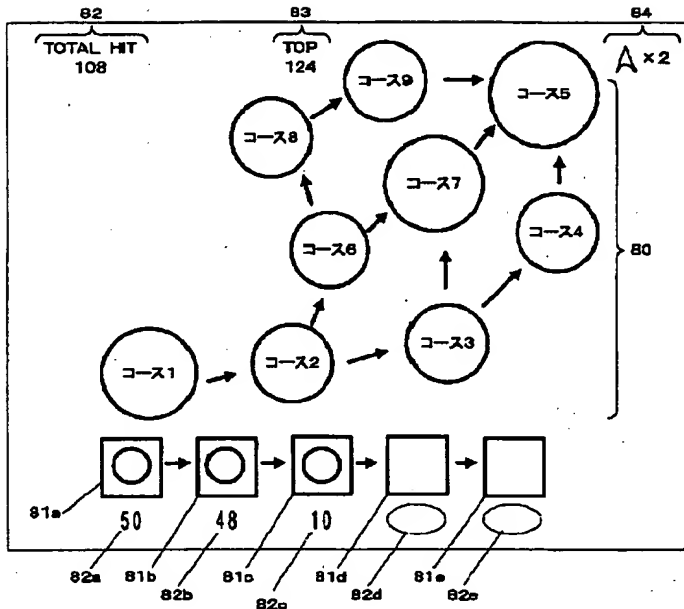 82 83 84
TOTAL HIT TOP A×2
108 124
コース9 コース5
コース8
コース7
コース6 コース4
80
コース1 コース2 コース3
81a 50 48 10
82a 81b 82b 81c 82c 81d 82d 81e 82e